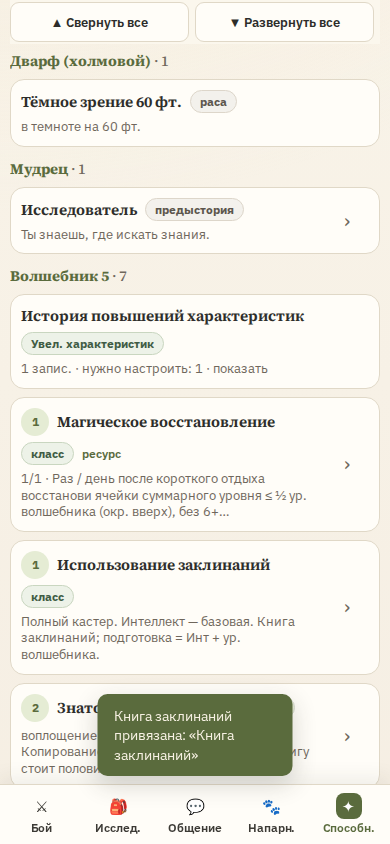 ▲ Свернуть все
▼ Развернуть все
Дварф (холмовой) · 1
Тёмное зрение 60 фт. раса
в темноте на 60 фт.
Мудрец · 1
Исследователь предыстория
Ты знаешь, где искать знания.
Волшебник 5 · 7
История повышений характеристик
Увел. характеристик
1 запис. · нужно настроить: 1 · показать
1 Магическое восстановление
класс ресурс
1/1 · Раз / день после короткого отдыха
восстанови ячейки суммарного уровня ≤ ½ ур.
волшебника (окр. вверх), без 6+…
1 Использование заклинаний
класс
Полный кастер. Интеллект — базовая. Книга
заклинаний; подготовка = Инт + ур.
волшебника.
2
воплощение
стоит
Книга заклинаний
привязана: «Книга
заклинаний»
Бой
Исслед.
Общение
Напарн.
Способн.